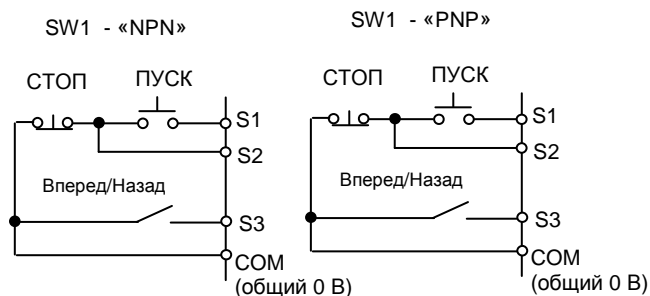 SW1 - «NPN»
СТОП ПУСК
S1
S2
Вперед/Назад
S3
COM
(общий 0 В)
SW1 - «PNP»
СТОП ПУСК
S1
S2
Вперед/Назад
S3
COM
(общий 0 В)